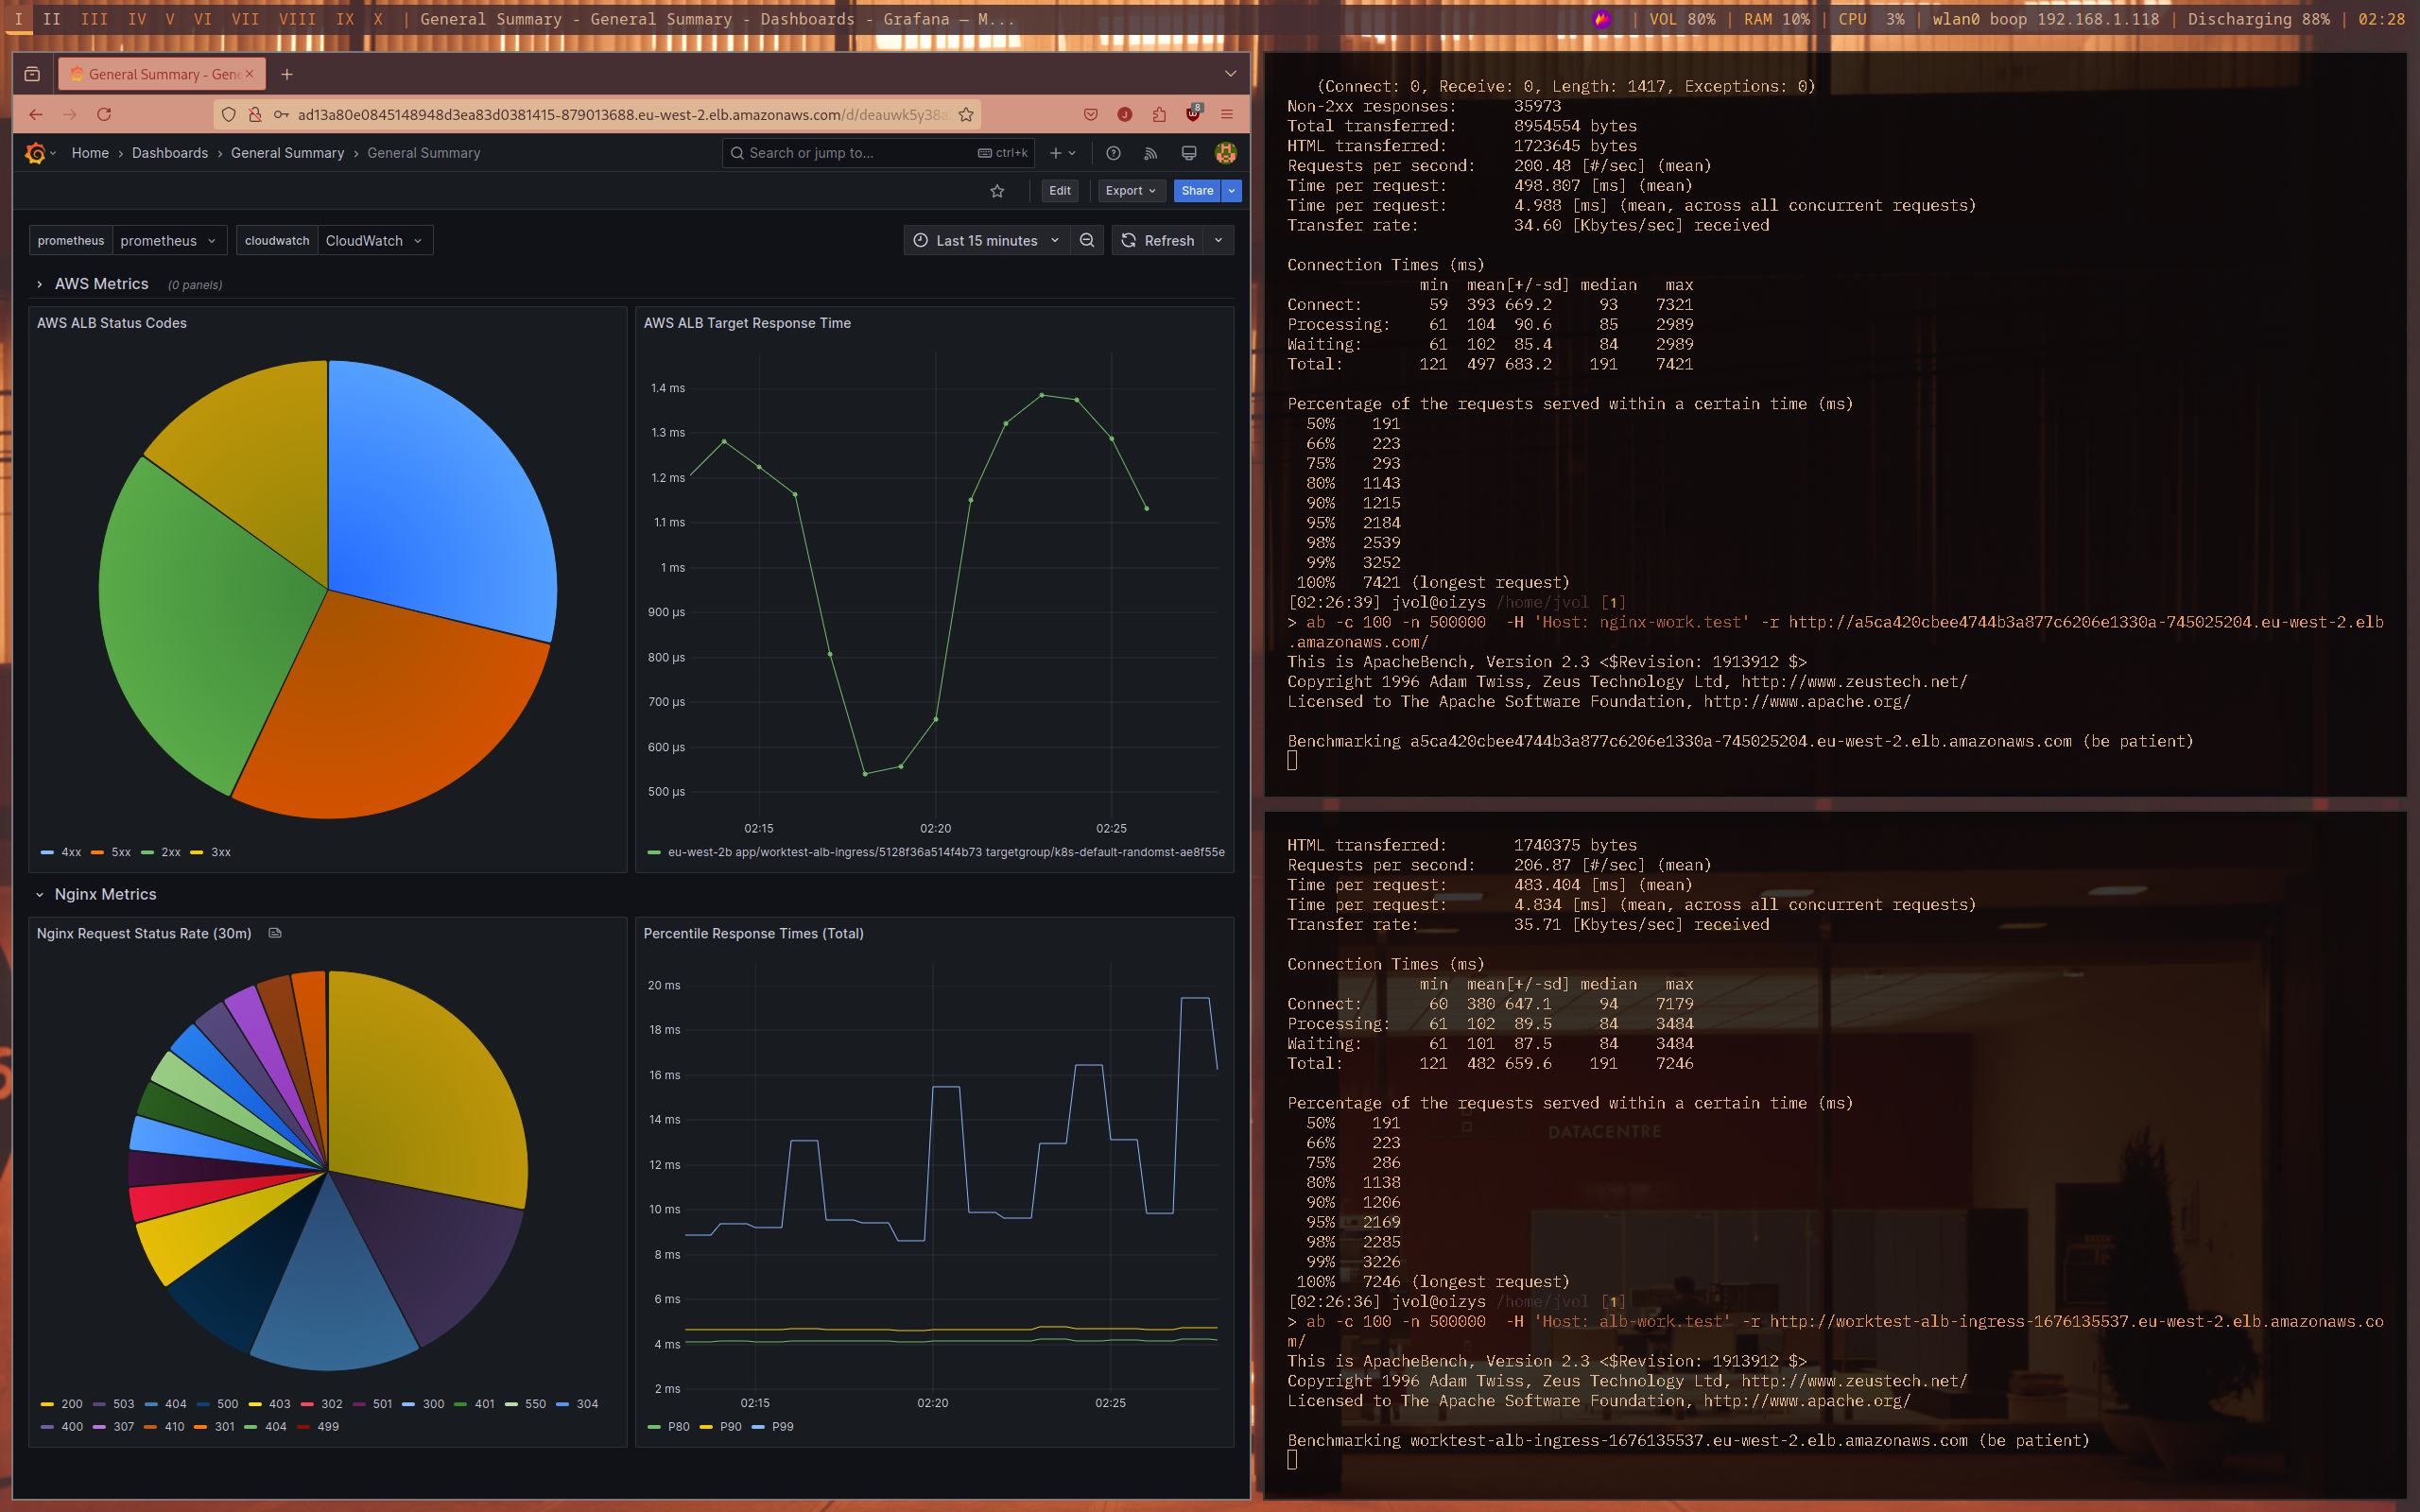 I II III IV V VI VII VIII IX X | General Summary - General Summary - Dashboards - Grafana — M...
| VOL 80% | RAM 10% | CPU 3% | wlan0 boop 192.168.1.118 | Discharging 88% | 02:28
General Summary - Gene
ad13a80e0845148948d3ea83d0381415-879013688.eu-west-2.elb.amazonaws.com/d/deauwk5y38a
8
J
Home › Dashboards › General Summary › General Summary
Search or jump to... ctrl+k
Edit Export Share
prometheus prometheus cloudwatch CloudWatch Last 15 minutes Refresh
AWS Metrics (0 panels)
AWS ALB Status Codes
4xx 5xx 2xx 3xx
AWS ALB Target Response Time
1.4 ms
1.3 ms
1.2 ms
1.1 ms
1 ms
900 µs
800 µs
700 µs
600 µs
500 µs
02:15 02:20 02:25
eu-west-2b app/worktest-alb-ingress/5128f36a514f4b73 targetgroup/k8s-default-randomst-ae8f55e
Nginx Metrics
Nginx Request Status Rate (30m)
200 503 404 500 403 302 501 300 401 550 304
400 307 410 301 404 499
Percentile Response Times (Total)
20 ms
18 ms
16 ms
14 ms
12 ms
10 ms
8 ms
6 ms
4 ms
2 ms
02:15 02:20 02:25
P80 P90 P99
(Connect: 0, Receive: 0, Length: 1417, Exceptions: 0)
Non-2xx responses: 35973
Total transferred: 8954554 bytes
HTML transferred: 1723645 bytes
Requests per second: 200.48 [#/sec] (mean)
Time per request: 498.807 [ms] (mean)
Time per request: 4.988 [ms] (mean, across all concurrent requests)
Transfer rate: 34.60 [Kbytes/sec] received
Connection Times (ms)
min mean[+/-sd] median max
Connect: 59 393 669.2 93 7321
Processing: 61 104 90.6 85 2989
Waiting: 61 102 85.4 84 2989
Total: 121 497 683.2 191 7421
Percentage of the requests served within a certain time (ms)
50% 191
66% 223
75% 293
80% 1143
90% 1215
95% 2184
98% 2539
99% 3252
100% 7421 (longest request)
[02:26:39] jvol@oizys /home/jvol [1]
> ab -c 100 -n 500000 -H 'Host: nginx-work.test' -r http://a5ca420cbee4744b3a877c6206e1330a-745025204.eu-west-2.elb
.amazonaws.com/
This is ApacheBench, Version 2.3 <$Revision: 1913912 $>
Copyright 1996 Adam Twiss, Zeus Technology Ltd, http://www.zeustech.net/
Licensed to The Apache Software Foundation, http://www.apache.org/
Benchmarking a5ca420cbee4744b3a877c6206e1330a-745025204.eu-west-2.elb.amazonaws.com (be patient)
HTML transferred: 1740375 bytes
Requests per second: 206.87 [#/sec] (mean)
Time per request: 483.404 [ms] (mean)
Time per request: 4.834 [ms] (mean, across all concurrent requests)
Transfer rate: 35.71 [Kbytes/sec] received
Connection Times (ms)
min mean[+/-sd] median max
Connect: 60 380 647.1 94 7179
Processing: 61 102 89.5 84 3484
Waiting: 61 101 87.5 84 3484
Total: 121 482 659.6 191 7246
Percentage of the requests served within a certain time (ms)
50% 191
66% 223
75% 286
80% 1138
90% 1206
95% 2169
98% 2285
99% 3226
100% 7246 (longest request)
DATACENTRE
[02:26:36] jvol@oizys /home/jvol [1]
> ab -c 100 -n 500000 -H 'Host: alb-work.test' -r http://worktest-alb-ingress-1676135537.eu-west-2.elb.amazonaws.co
m/
This is ApacheBench, Version 2.3 <$Revision: 1913912 $>
Copyright 1996 Adam Twiss, Zeus Technology Ltd, http://www.zeustech.net/
Licensed to The Apache Software Foundation, http://www.apache.org/
Benchmarking worktest-alb-ingress-1676135537.eu-west-2.elb.amazonaws.com (be patient)